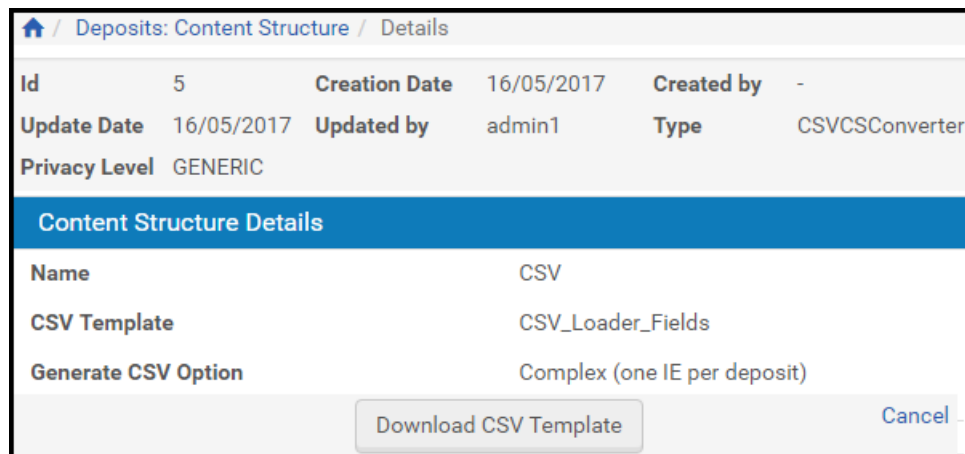 / Deposits: Content Structure / Details
Id 5 Creation Date 16/05/2017 Created by -
Update Date 16/05/2017 Updated by admin1 Type CSVCSConverter
Privacy Level GENERIC
Content Structure Details
Name CSV
CSV Template CSV_Loader_Fields
Generate CSV Option Complex (one IE per deposit)
Download CSV Template Cancel